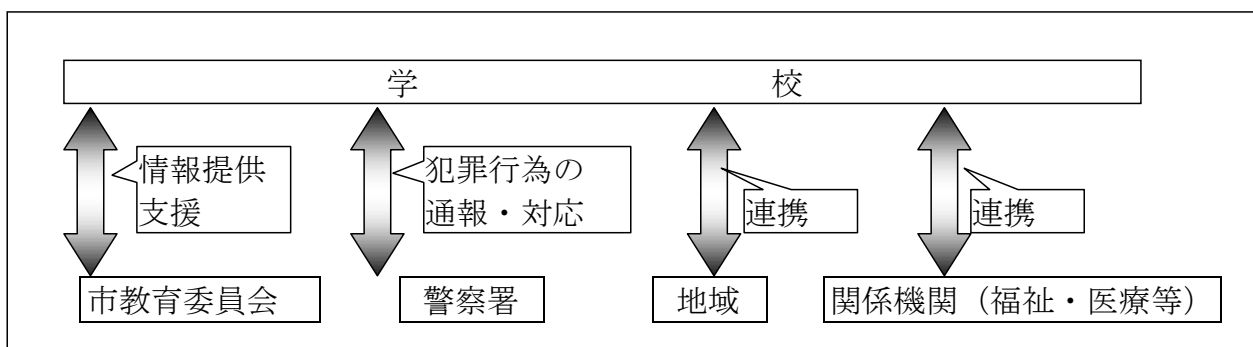 学校
情報提供
支援
犯罪行為の
通報・対応
連携
連携
市教育委員会
警察署
地域
関係機関（福祉・医療等）